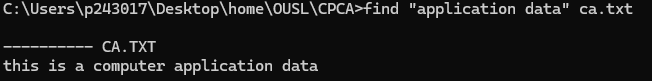 C:\Users\p243017\Desktop\home\OUSL\CPCA>find "application data" ca.txt
---------- CA.TXT
this is a computer application data